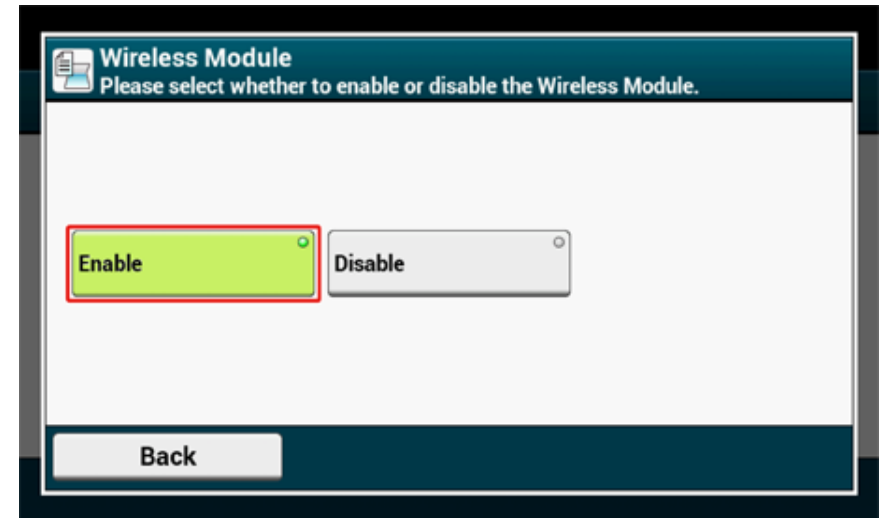 Wireless Module
Please select whether to enable or disable the Wireless Module.
Enable
Disable
Back